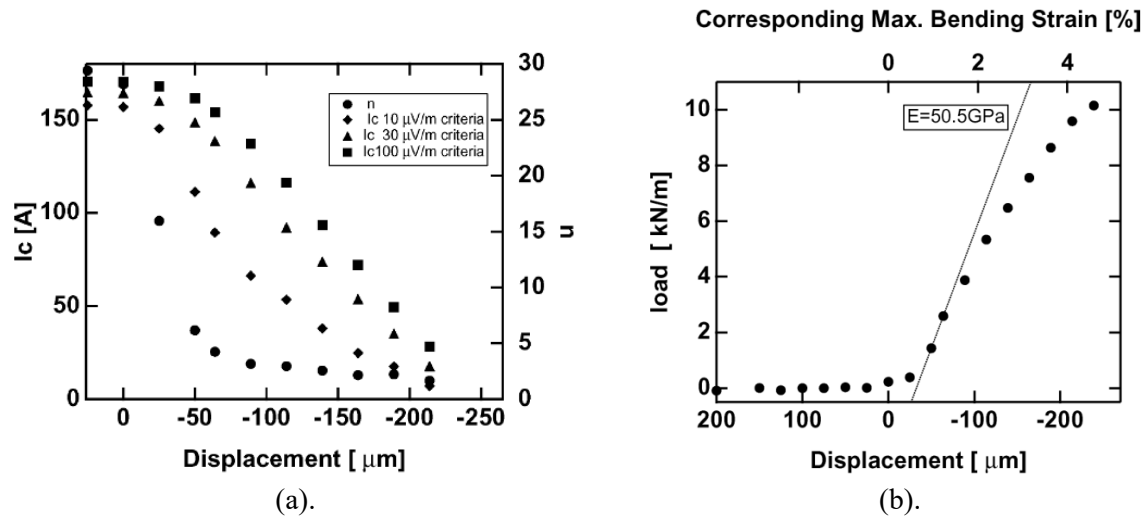 Corresponding Max. Bending Strain [%]
0 2 4
150
100
50
0
Ic [A]
30
25
20
15
10
5
0
n
n
Ic 10 μV/m criteria
Ic 30 μV/m criteria
Ic100 μV/m criteria
0 -50 -100 -150 -200 -250
Displacement [ μm]
(a).
10
8
6
4
2
0
load [ kN/m]
E=50.5GPa
200 100 0 -100 -200
Displacement [ μm]
(b).